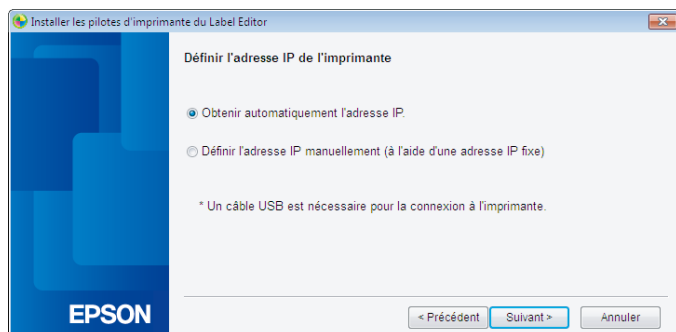 Installer les pilotes d'imprimante du Label Editor
Définir l'adresse IP de l'imprimante
Obtenir automatiquement l'adresse IP.
Définir l'adresse IP manuellement (à l'aide d'une adresse IP fixe)
* Un câble USB est nécessaire pour la connexion à l'imprimante.
EPSON
< Précédent
Suivant >
Annuler